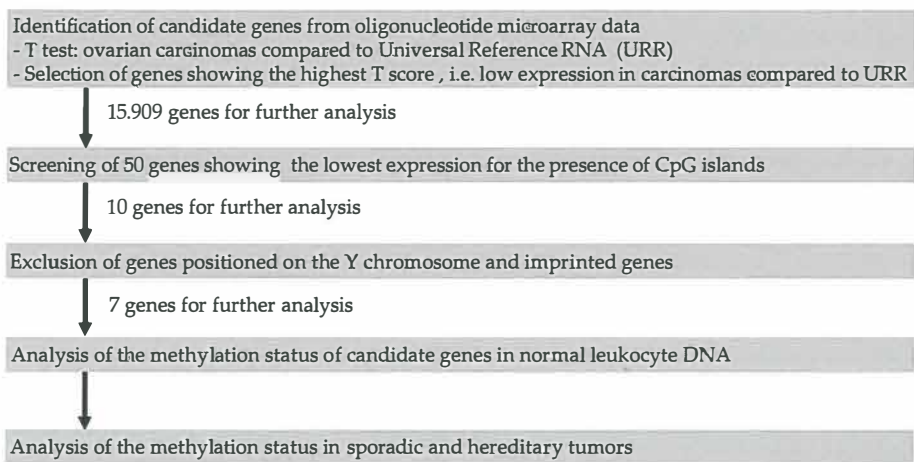 Identification of candidate genes from oligonucleotide microarray data
- T test: ovarian carcinomas compared to Universal Reference RNA (URR)
- Selection of genes showing the highest T score , i.e. low expression in carcinomas compared to URR
15.909 genes for further analysis
Screening of 50 genes showing the lowest expression for the presence of CpG islands
10 genes for further analysis
Exclusion of genes positioned on the Y chromosome and imprinted genes
7 genes for further analysis
Analysis of the methylation status of candidate genes in normal leukocyte DNA
Analysis of the methylation status in sporadic and hereditary tumors